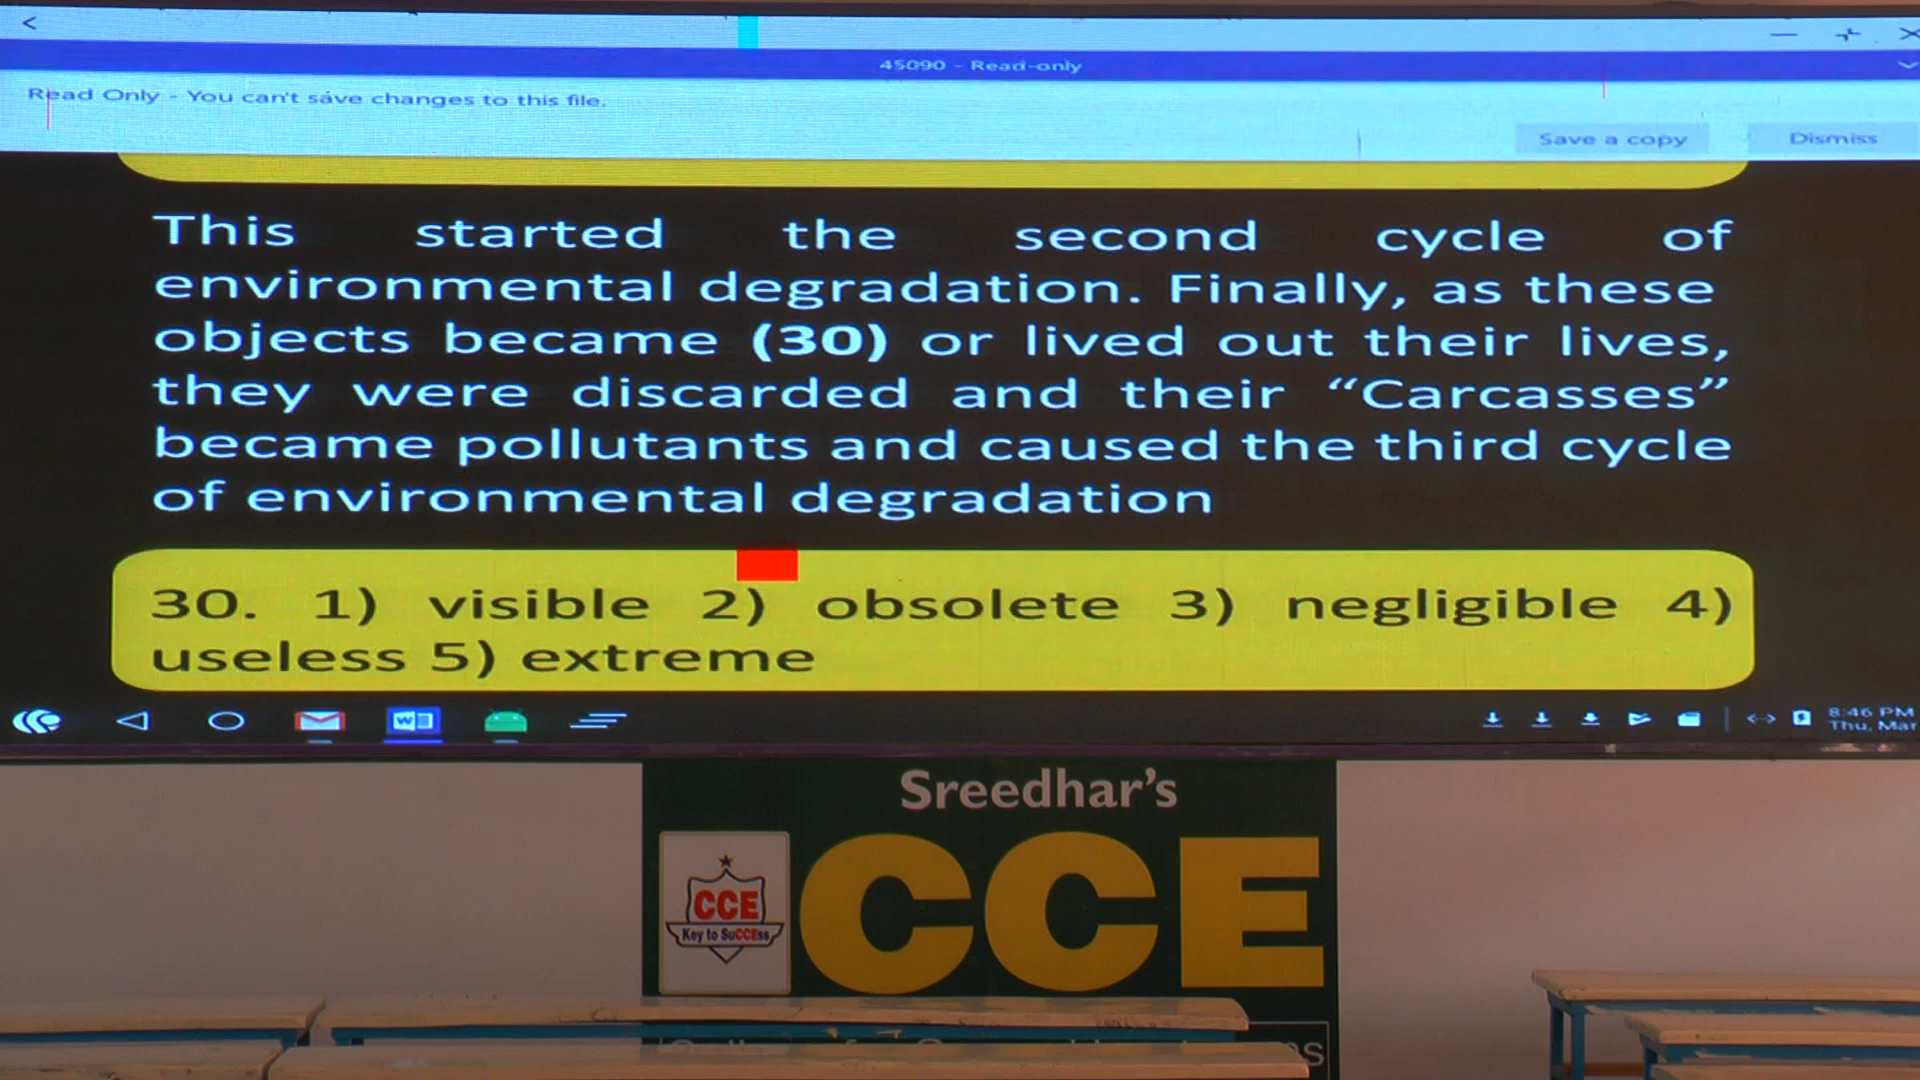 45090 - Read-only
Read Only - You can't save changes to this file.
Save a copy Dismiss
This started the second cycle of
environmental degradation. Finally, as these
objects became (30) or lived out their lives,
they were discarded and their “Carcasses”
became pollutants and caused the third cycle
of environmental degradation
30. 1) visible 2) obsolete 3) negligible 4)
useless 5) extreme
8:46 PM
Thu, Mar
Sreedhar's
CCE
CCE
Key to SuCCEss